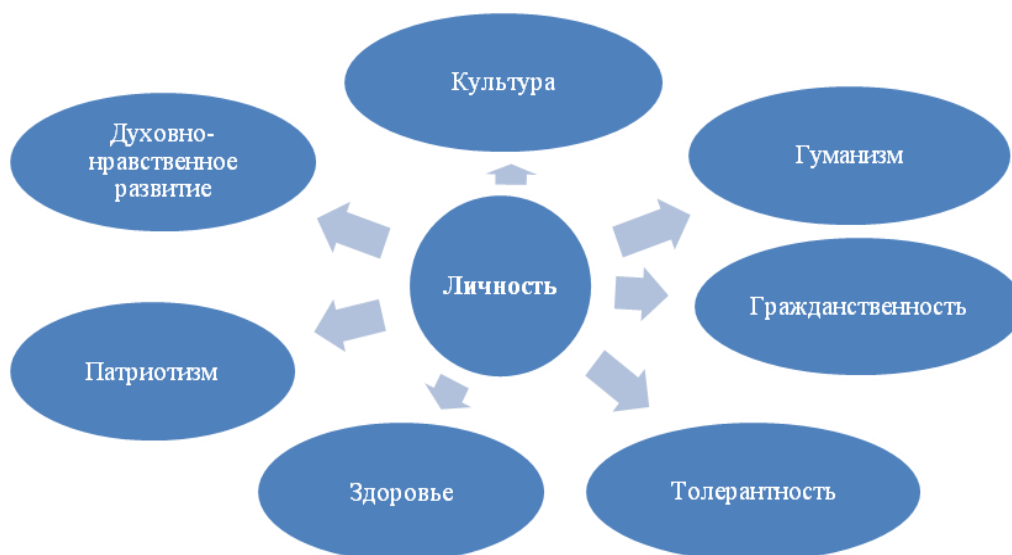 Культура
Духовно-
нравственное
развитие
Гуманизм
Личность
Гражданственность
Патриотизм
Здоровье
Толерантность